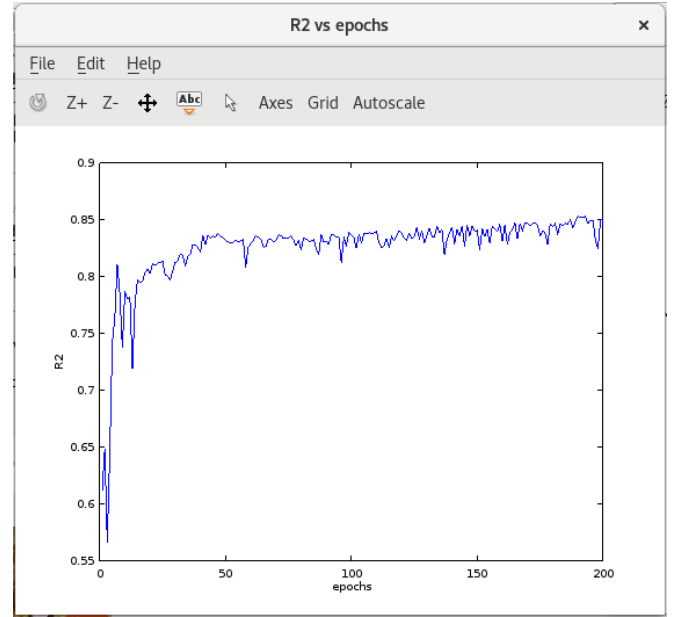 R2 vs epochs ×
File Edit Help
Z+ Z- Abc Axes Grid Autoscale
0.9
0.85
0.8
0.75
0.7
0.65
0.6
0.55
R2
0 50 100 150 200
epochs